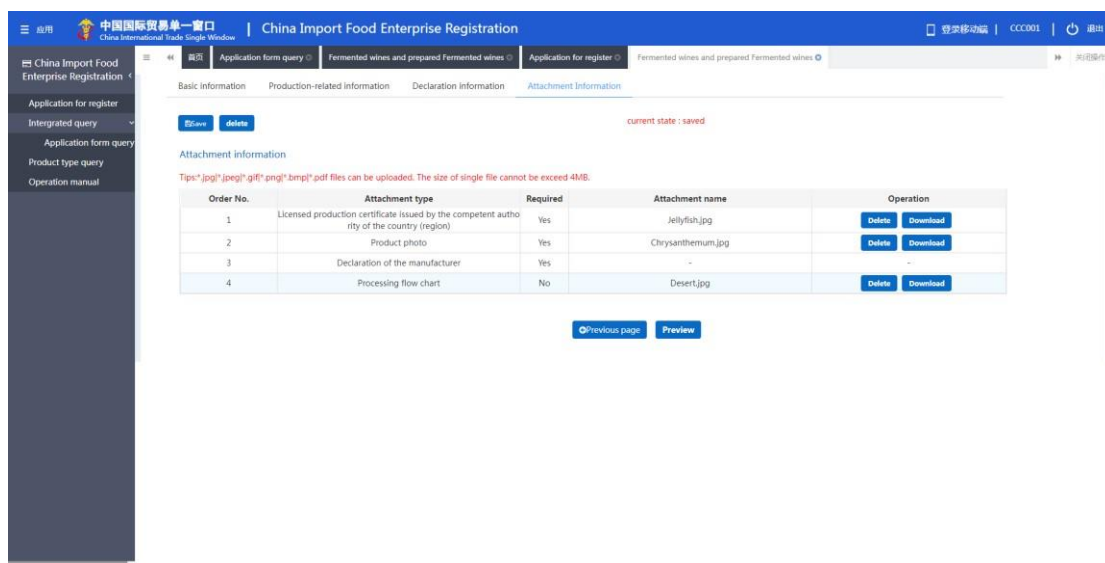 应用
中国国际贸易单一窗口
China International Trade Single Window
China Import Food Enterprise Registration
登录移动端
CCC001
退出
China Import Food
Enterprise Registration
Application for register
Intergrated query
Application form query
Product type query
Operation manual
首页
Application form query
Fermented wines and prepared Fermented wines
Application for register
Fermented wines and prepared Fermented wines
关闭操作
Basic information Production-related information Declaration information Attachment Information
Save delete
current state : saved
Attachment information
Tips:*.jpg|*.jpeg|*.gif|*.png|*.bmp|*.pdf files can be uploaded. The size of single file cannot be exceed 4MB.
Order No. Attachment type Required Attachment name Operation
1 Licensed production certificate issued by the competent autho
rity of the country (region) Yes Jellyfish.jpg Delete Download
2 Product photo Yes Chrysanthemum.jpg Delete Download
3 Declaration of the manufacturer Yes - -
4 Processing flow chart No Desert.jpg Delete Download
Previous page Preview